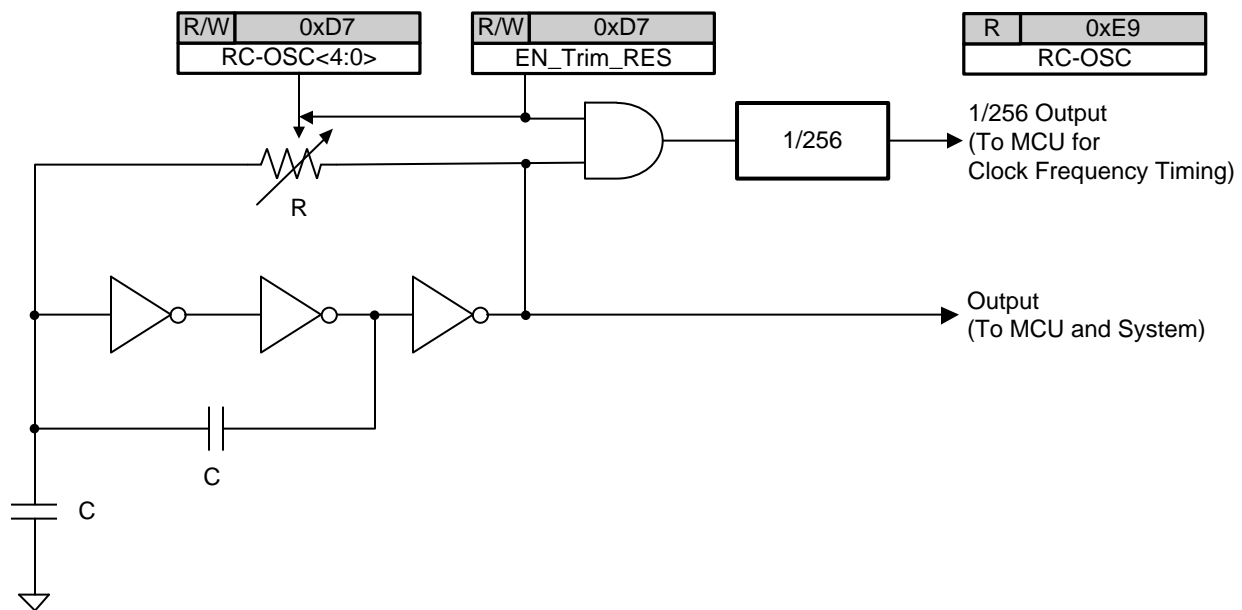 R/W 0xD7
RC-OSC<4:0>
R/W 0xD7
EN_Trim_RES
R 0xE9
RC-OSC
1/256
1/256 Output
(To MCU for
Clock Frequency Timing)
R
Output
(To MCU and System)
C
C